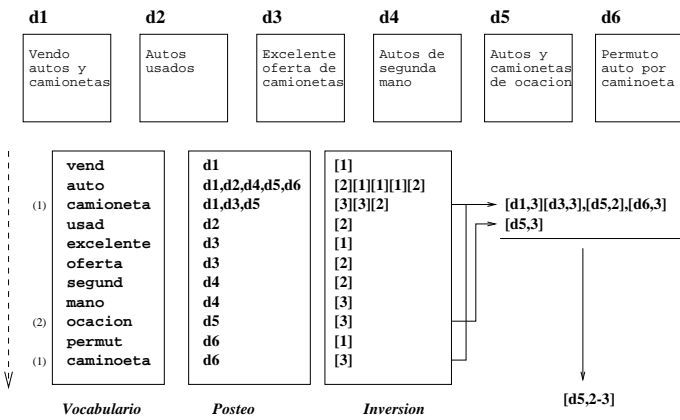 d1 d2 d3 d4 d5 d6
Vendo
autos y
camionetas
Autos
usados
Excelente
oferta de
camionetas
Autos de
segunda
mano
Autos y
camionetas
de ocacion
Permuto
auto por
caminoeta
vend d1 [1]
auto d1,d2,d4,d5,d6 [2][1][1][1][2]
(1) camioneta d1,d3,d5 [3][3][2] [d1,3][d3,3],[d5,2],[d6,3]
usad d2 [2] [d5,3]
excelente d3 [1]
oferta d3 [2]
segund d4 [2]
mano d4 [3]
(2) ocacion d5 [3]
permut d6 [1]
(1) caminoeta d6 [3]
[d5,2-3]
Vocabulario Posteo Inversion